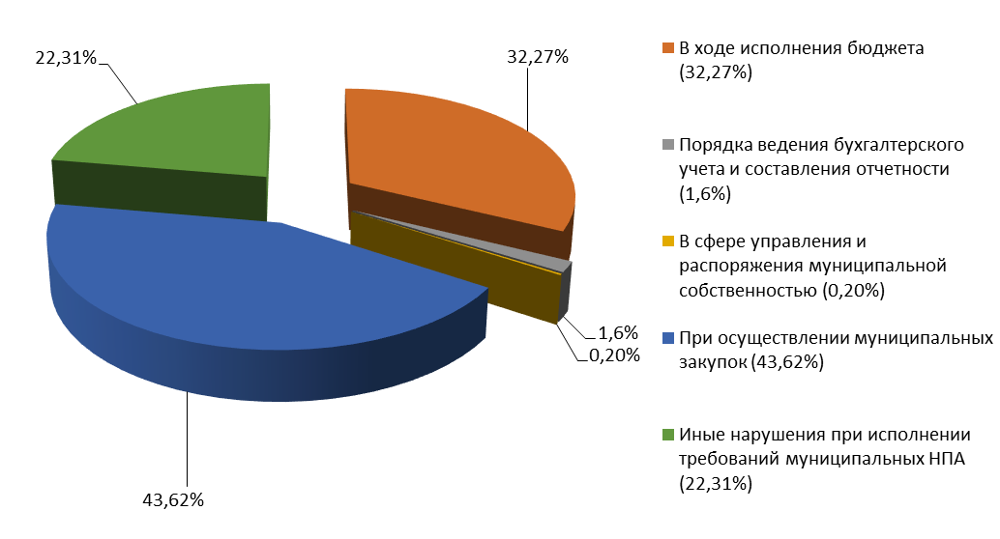 22,31%
32,27%
1,6%
0,20%
43,62%
В ходе исполнения бюджета
(32,27%)
Порядка ведения бухгалтерского
учета и составления отчетности
(1,6%)
В сфере управления и
распоряжения муниципальной
собственностью (0,20%)
При осуществлении муниципальных
закупок (43,62%)
Иные нарушения при исполнении
требований муниципальных НПА
(22,31%)